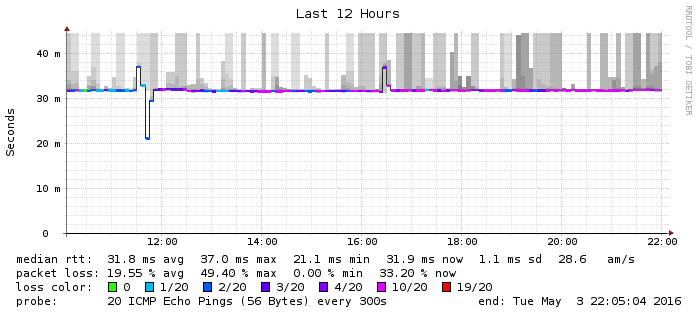 Last 12 Hours
RRDTOOL / TOBI OETIKER
Seconds
40 m
30 m
20 m
10 m
0
12:00 14:00 16:00 18:00 20:00 22:00
median rtt: 31.8 ms avg 37.0 ms max 21.1 ms min 31.9 ms now 1.1 ms sd 28.6 am/s
packet loss: 19.55 % avg 49.40 % max 0.00 % min 33.20 % now
loss color: 0 1/20 2/20 3/20 4/20 10/20 19/20
probe: 20 ICMP Echo Pings (56 Bytes) every 300s end: Tue May 3 22:05:04 2016